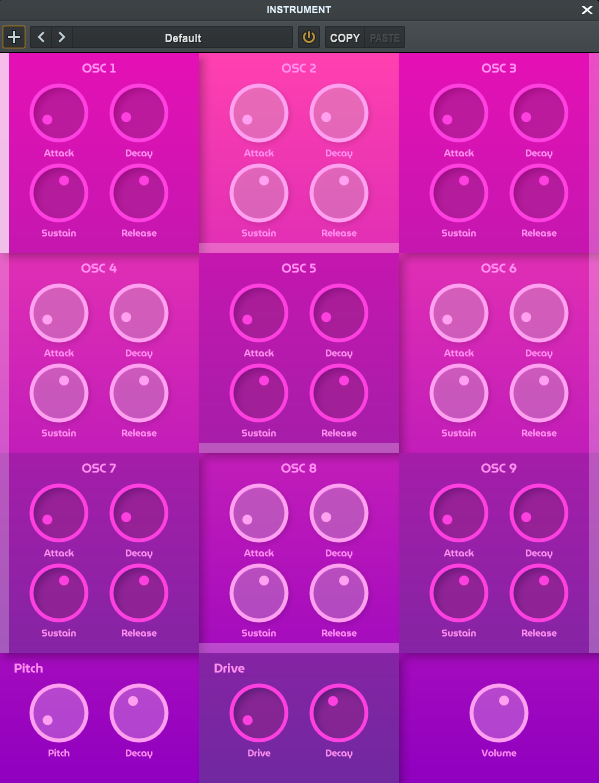 INSTRUMENT
Default
COPY PASTE
OSC 1 OSC 2 OSC 3
Attack Decay Attack Decay Attack Decay
Sustain Release Sustain Release Sustain Release
OSC 4 OSC 5 OSC 6
Attack Decay Attack Decay Attack Decay
Sustain Release Sustain Release Sustain Release
OSC 7 OSC 8 OSC 9
Attack Decay Attack Decay Attack Decay
Sustain Release Sustain Release Sustain Release
Pitch Drive
Pitch Decay Drive Decay Volume